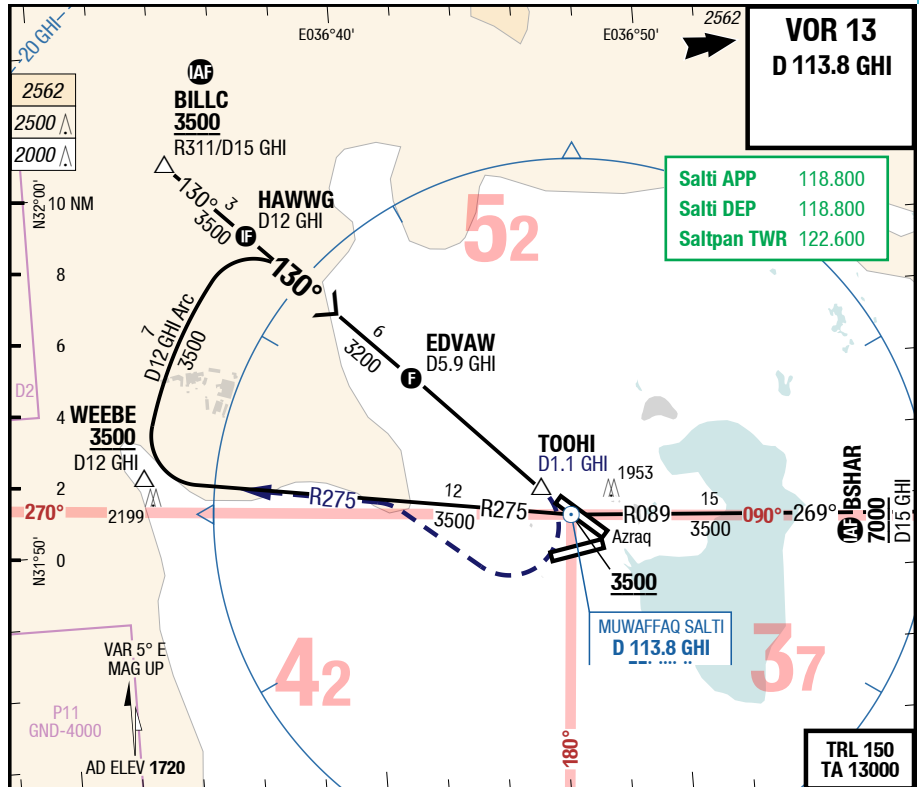 20 GHI
E036°40'
E036°50'
2562
VOR 13
D 113.8 GHI
2562
2500
2000
IAF
BILLC
3500
R311/D15 GHI
Salti APP 118.800
Salti DEP 118.800
Saltpan TWR 122.600
N32°00'
10 NM
130°
3
3500
HAWWG
D12 GHI
IF
52
8
130°
7
D12 GHI Arc
3500
6
6
3200
EDVAW
D5.9 GHI
F
D2
4
WEEBE
3500
D12 GHI
TOOHI
D1.1 GHI
1953
2
R275
12
3500
R275
R089
15
3500
090°
269°
IAF
BSHAR
7000
D15 GHI
270°
2199
Azraq
N31°50'
0
3500
MUWAFFAQ SALTI
D 113.8 GHI
VAR 5° E
MAG UP
42
37
P11
GND-4000
180°
AD ELEV 1720
TRL 150
TA 13000